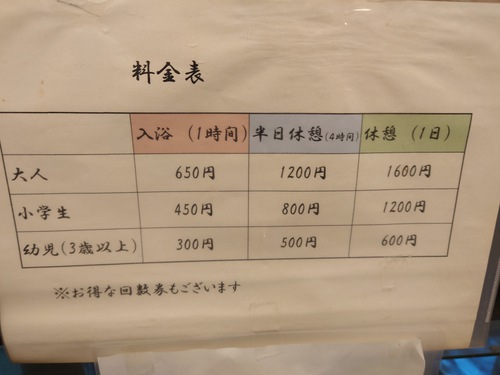 料金表
入浴（1時間） 半日休憩(4時間) 休憩（1日）
大人 650円 1200円 1600円
小学生 450円 800円 1200円
幼児(3歳以上) 300円 500円 600円
※お得な回数券もございます